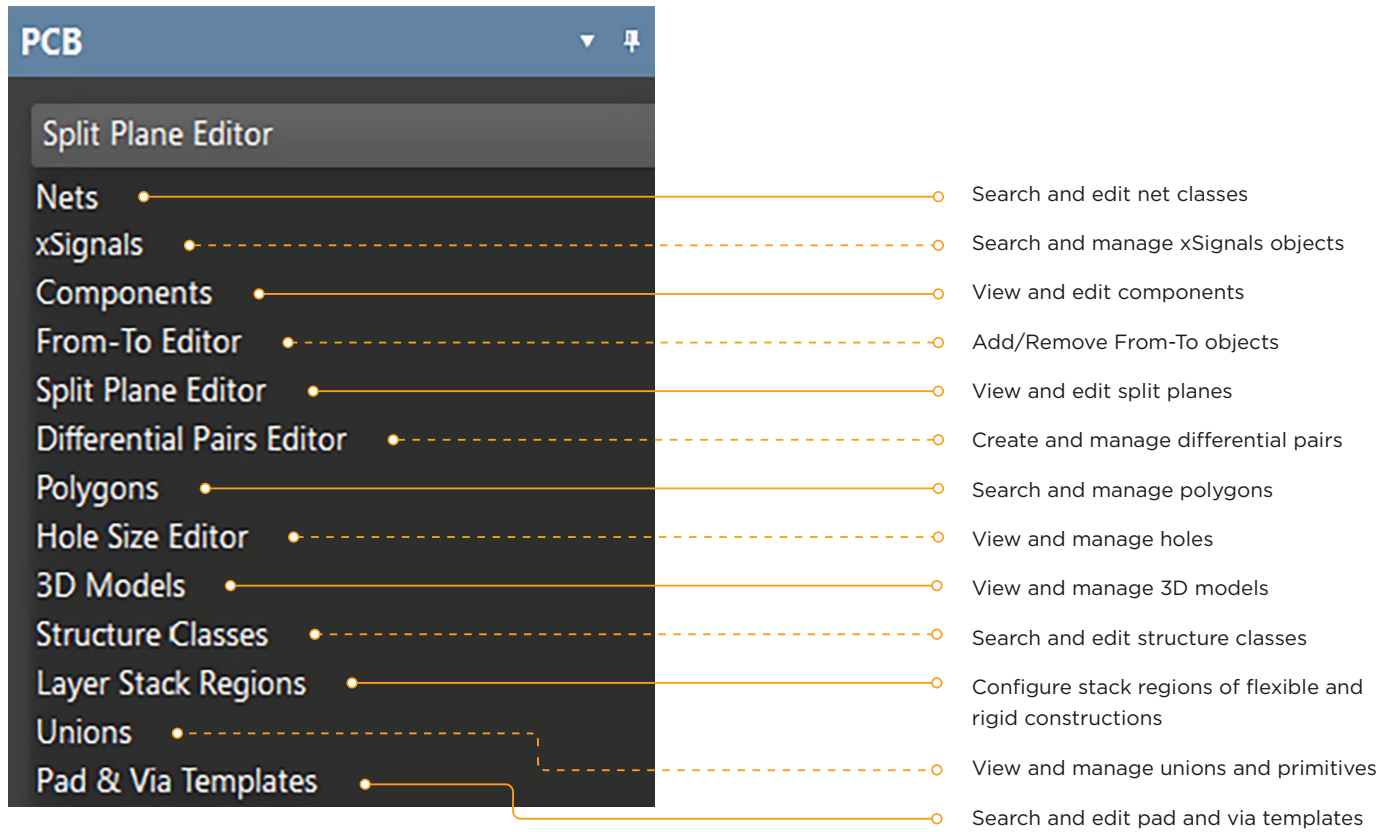 PCB
Split Plane Editor
Nets
Search and edit net classes
xSignals
Search and manage xSignals objects
Components
View and edit components
From-To Editor
Add/Remove From-To objects
Split Plane Editor
View and edit split planes
Differential Pairs Editor
Create and manage differential pairs
Polygons
Search and manage polygons
Hole Size Editor
View and manage holes
3D Models
View and manage 3D models
Structure Classes
Search and edit structure classes
Layer Stack Regions
Configure stack regions of flexible and
rigid constructions
Unions
View and manage unions and primitives
Pad & Via Templates
Search and edit pad and via templates